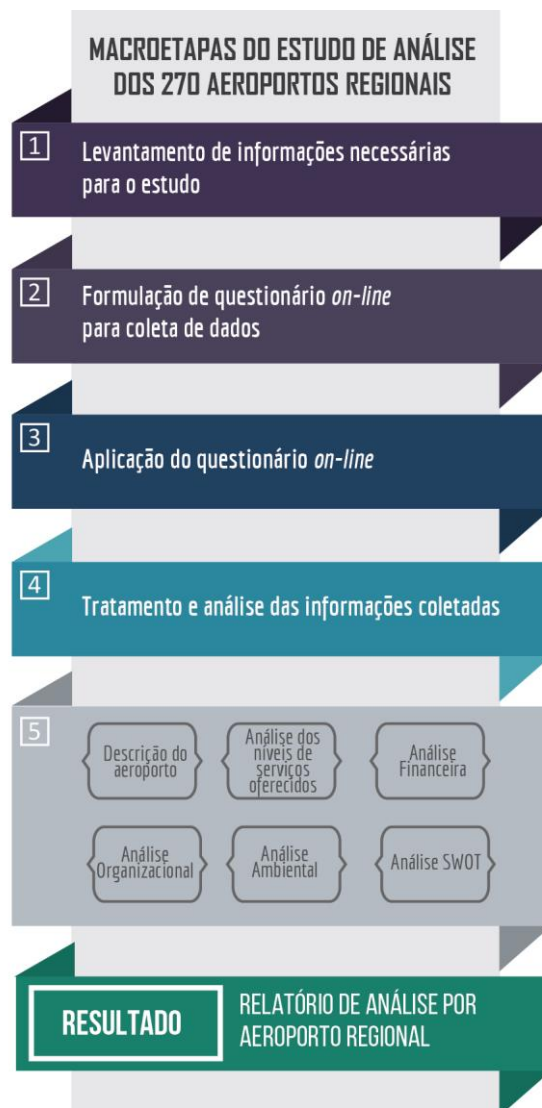 MACROETAPAS DO ESTUDO DE ANÁLISE
DOS 270 AEROPORTOS REGIONAIS
1
Levantamento de informações necessárias
para o estudo
2
Formulação de questionário on-line
para coleta de dados
3
Aplicação do questionário on-line
4
Tratamento e análise das informações coletadas
5
Descrição do
aeroporto
Análise dos
níveis de
serviços
oferecidos
Análise
Financeira
Análise
Organizacional
Análise
Ambiental
Análise SWOT
RESULTADO
RELATÓRIO DE ANÁLISE POR
AEROPORTO REGIONAL